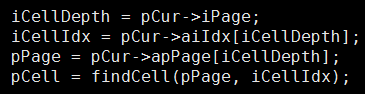 iCellDepth = pCur->iPage;
iCellIdx = pCur->aiIdx[iCellDepth];
pPage = pCur->apPage[iCellDepth];
pCell = findCell(pPage, iCellIdx);